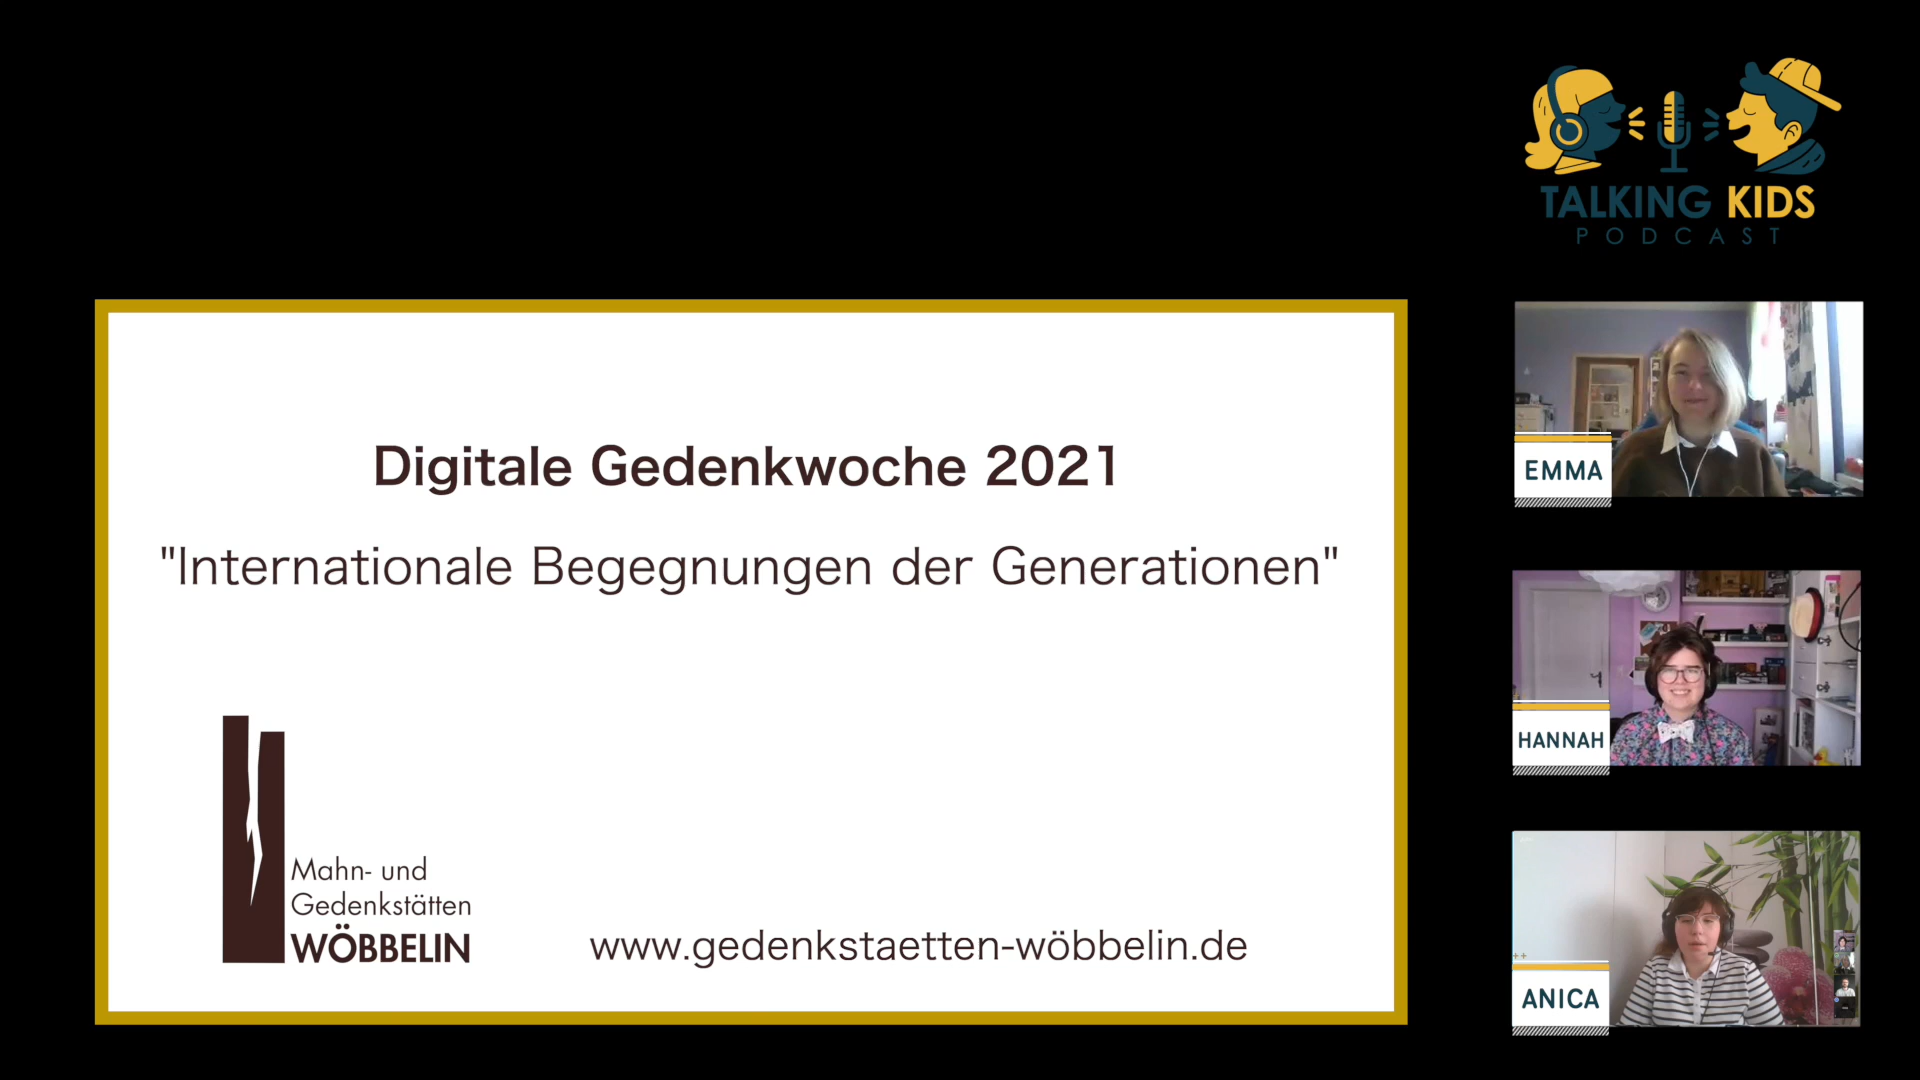 TALKING KIDS
PODCAST
Digitale Gedenkwoche 2021
"Internationale Begegnungen der Generationen"
Mahn- und
Gedenkstätten
WÖBBELIN
www.gedenkstaetten-wöbbelin.de
EMMA
HANNAH
ANICA